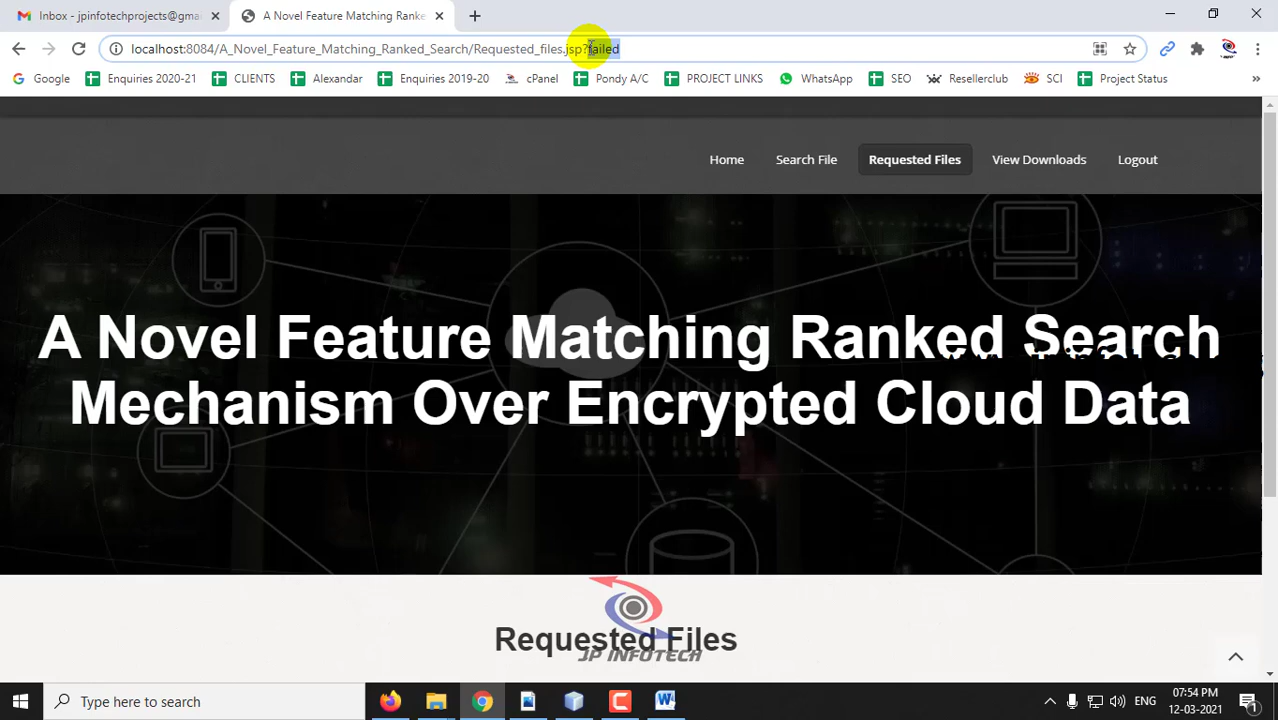 Inbox - jpinfotechprojects@gma
A Novel Feature Matching Ranke
localhost:8084/A_Novel_Feature_Matching_Ranked_Search/Requested_files.jsp?failed
Google
Enquiries 2020-21
CLIENTS
Alexandar
Enquiries 2019-20
cPanel
Pondy A/C
PROJECT LINKS
WhatsApp
SEO
Resellerclub
SCI
Project Status
Home
Search File
Requested Files
View Downloads
Logout
A Novel Feature Matching Ranked Search
Mechanism Over Encrypted Cloud Data
Requested Files
JP INFOTECH
Type here to search
ENG
07:54 PM
12-03-2021
1